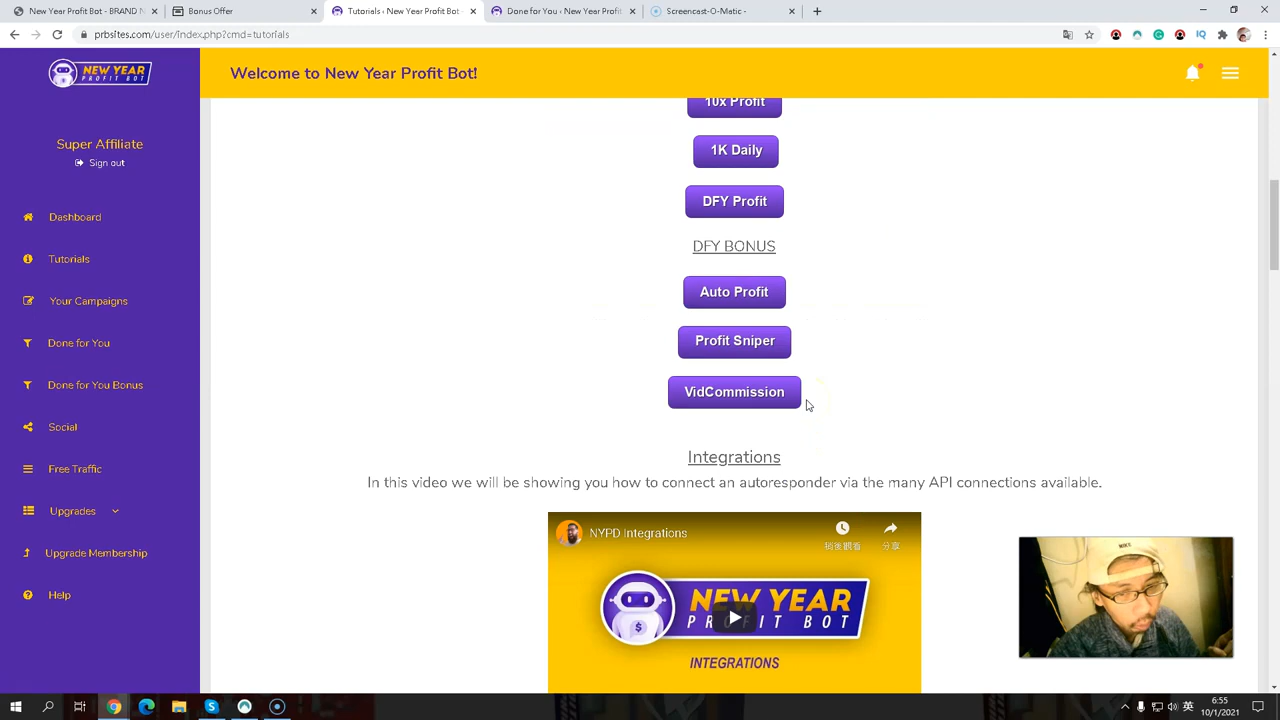 New Year Profit Bot - BRAND N
Bonus Offer
Tutorials ‹ New Year Profit Bot -
Done for You ‹ New Year Profit
Screencast-O-Matic -
prbsites.com/user/index.php?cmd=tutorials
NEW YEAR
PROFIT BOT
Welcome to New Year Profit Bot!
Super Affiliate
Sign out
Dashboard
Tutorials
Your Campaigns
Done for You
Done for You Bonus
Social
Free Traffic
Upgrades
Upgrade Membership
Help
10x Profit
1K Daily
DFY Profit
DFY BONUS
Auto Profit
Profit Sniper
VidCommission
Integrations
In this video we will be showing you how to connect an autoresponder via the many API connections available.
NYPD Integrations
稍後觀看
分享
NEW YEAR
PROFIT BOT
INTEGRATIONS
英
6:55
10/1/2021